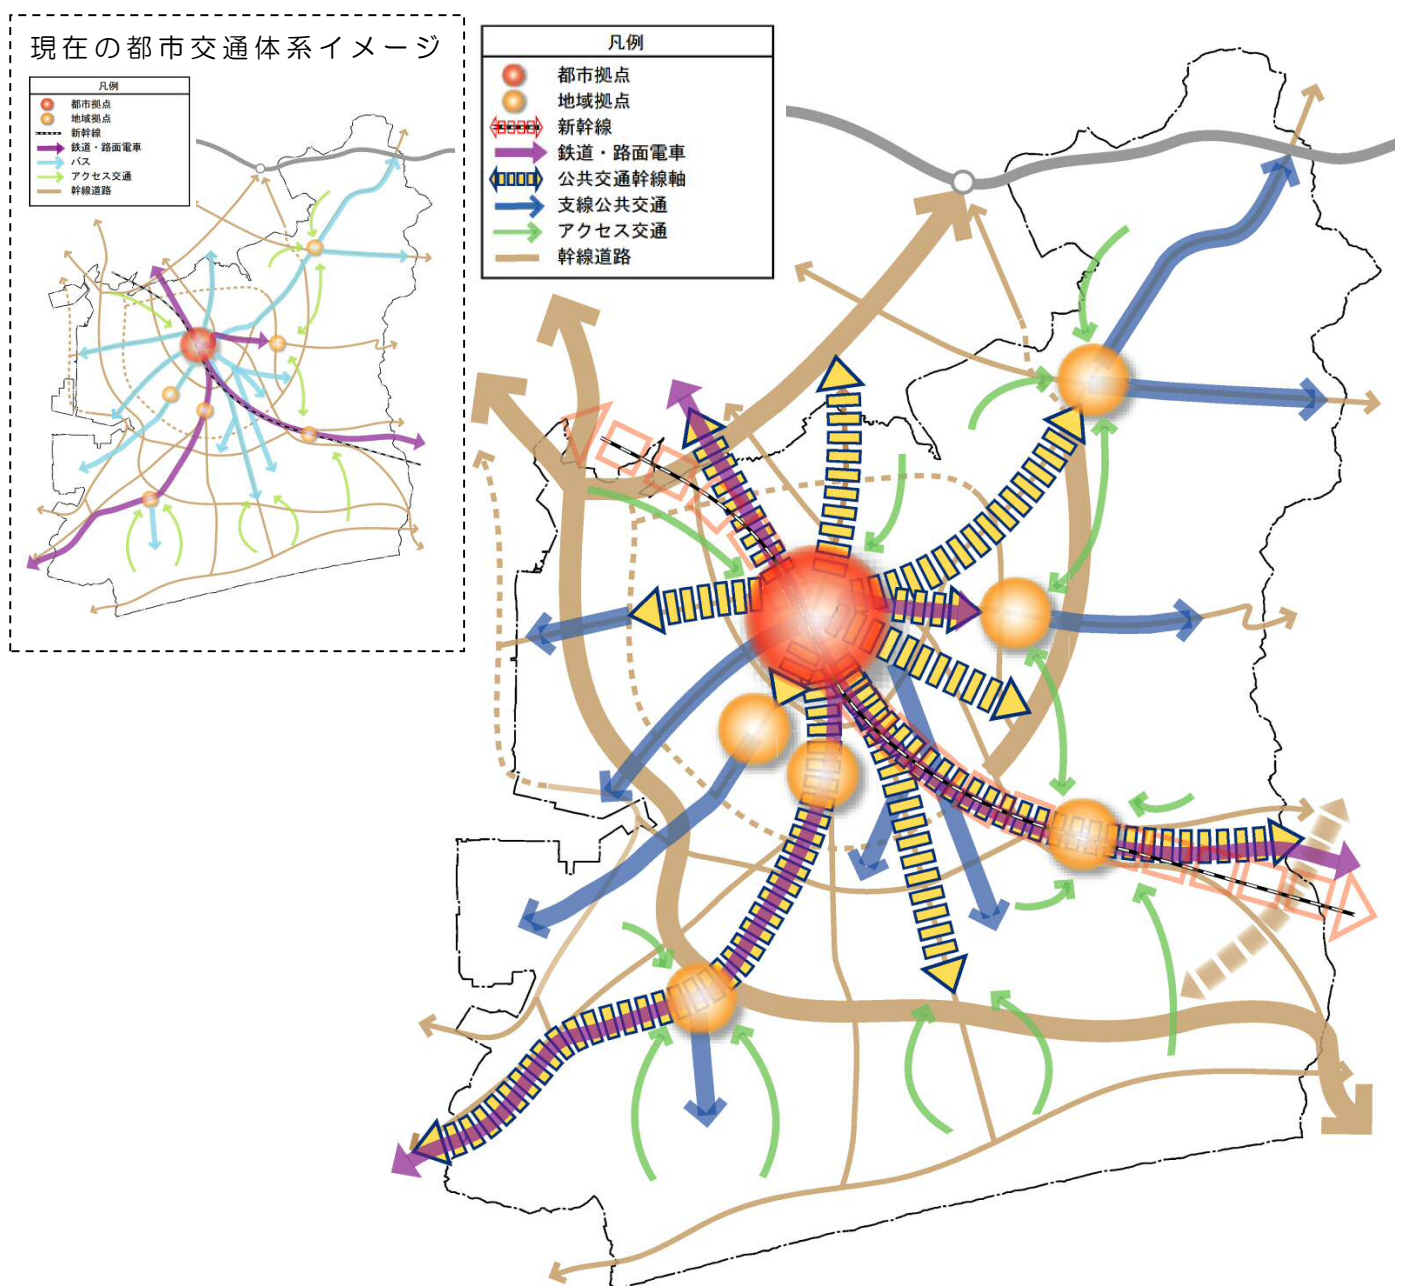 現在の都市交通体系イメージ
凡例
都市拠点
地域拠点
新幹線
鉄道・路面電車
バス
アクセス交通
幹線道路
凡例
都市拠点
地域拠点
新幹線
鉄道・路面電車
公共交通幹線軸
支線公共交通
アクセス交通
幹線道路